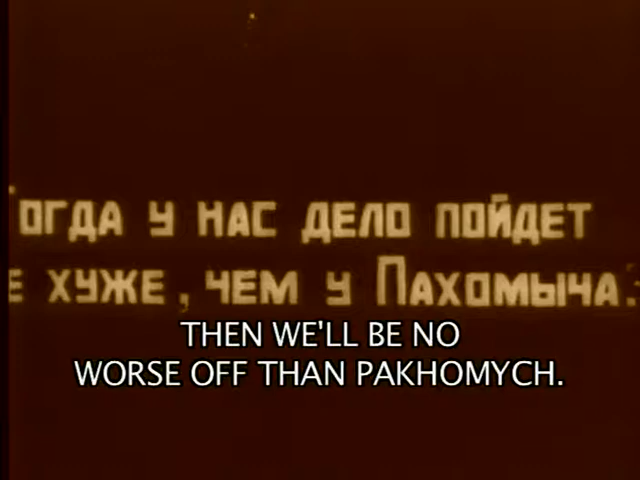 огда у нас дело пойдет
е хуже, чем у Пахомыча.
THEN WE'LL BE NO
WORSE OFF THAN PAKHOMYCH.